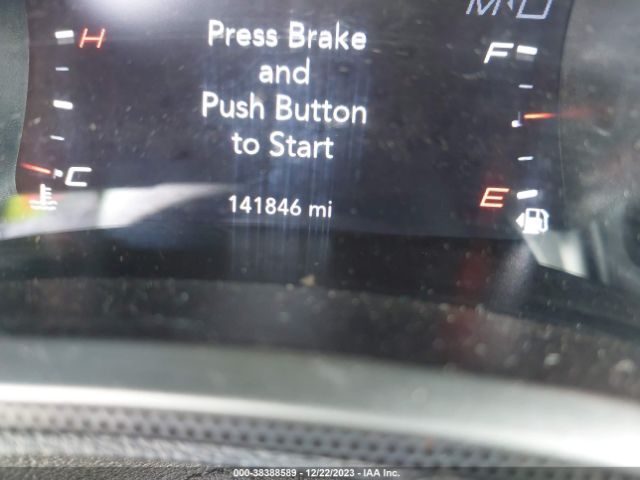 H
Press Brake
and
Push Button
to Start
F
C
141846 mi
E
000-38388589 - 12/22/2023 - IAA Inc.